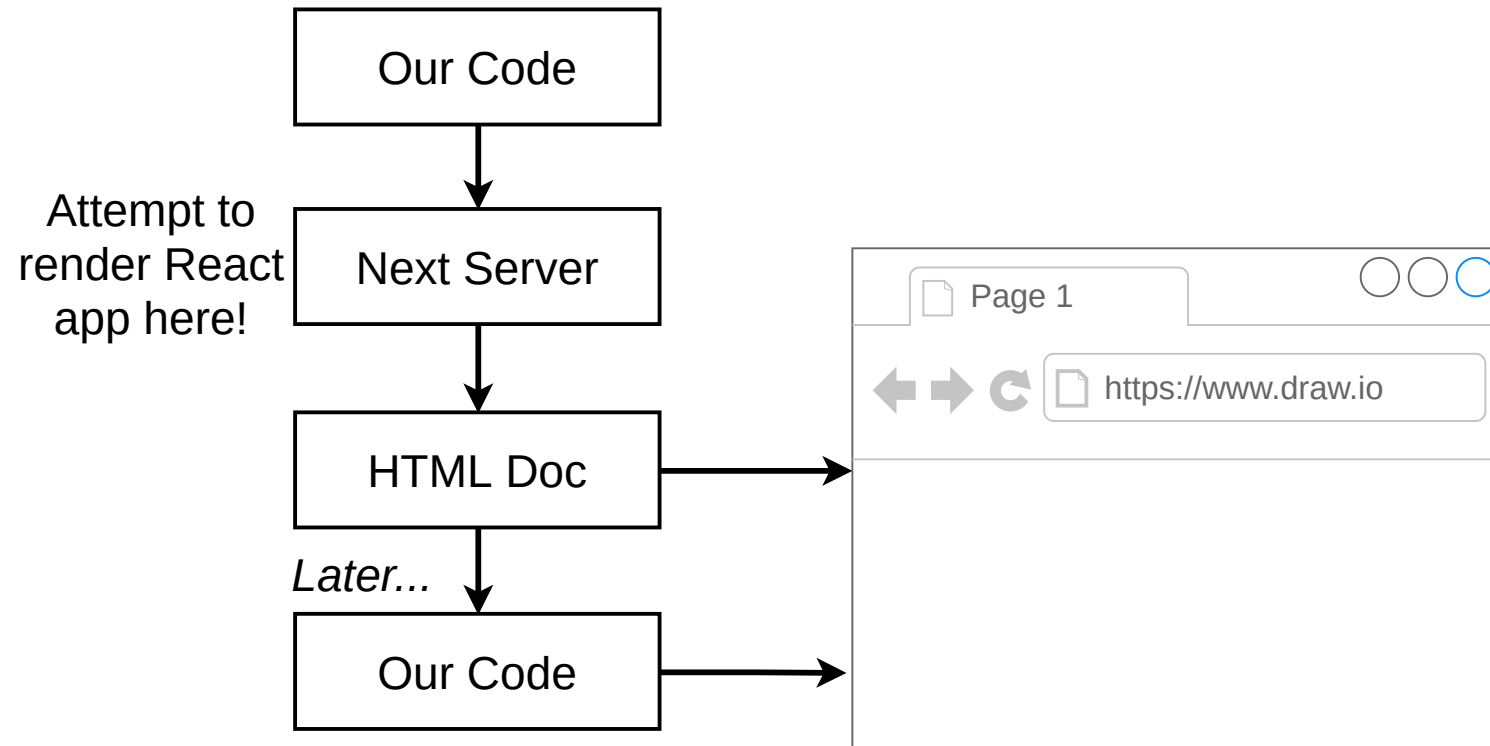 Our Code
Attempt to
render React
app here!
Next Server
Page 1
https://www.draw.io
HTML Doc
Later...
Our Code